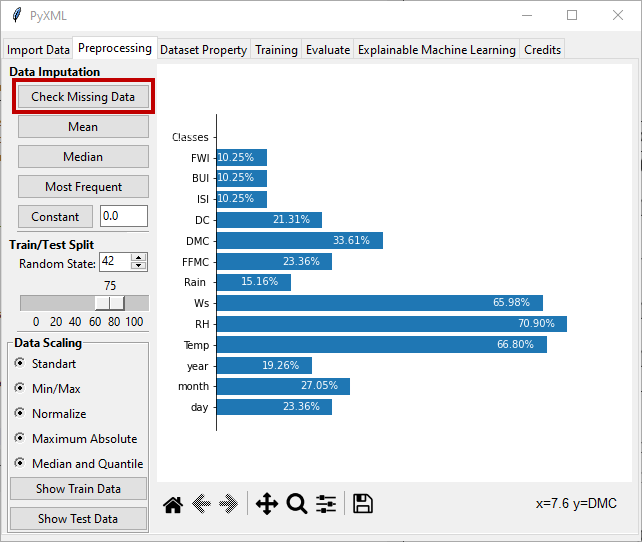 PyXML
Import Data Preprocessing Dataset Property Training Evaluate Explainable Machine Learning Credits
Data Imputation
Check Missing Data
Mean
Median
Most Frequent
Constant 0.0
Train/Test Split
Random State: 42
75
0 20 40 60 80 100
Data Scaling
Standart
Min/Max
Normalize
Maximum Absolute
Median and Quantile
Show Train Data
Show Test Data
Classes
FWI 10.25%
BUI 10.25%
ISI 10.25%
DC 21.31%
DMC 33.61%
FFMC 23.36%
Rain 15.16%
Ws 65.98%
RH 70.90%
Temp 66.80%
year 19.26%
month 27.05%
day 23.36%
x=7.6 y=DMC